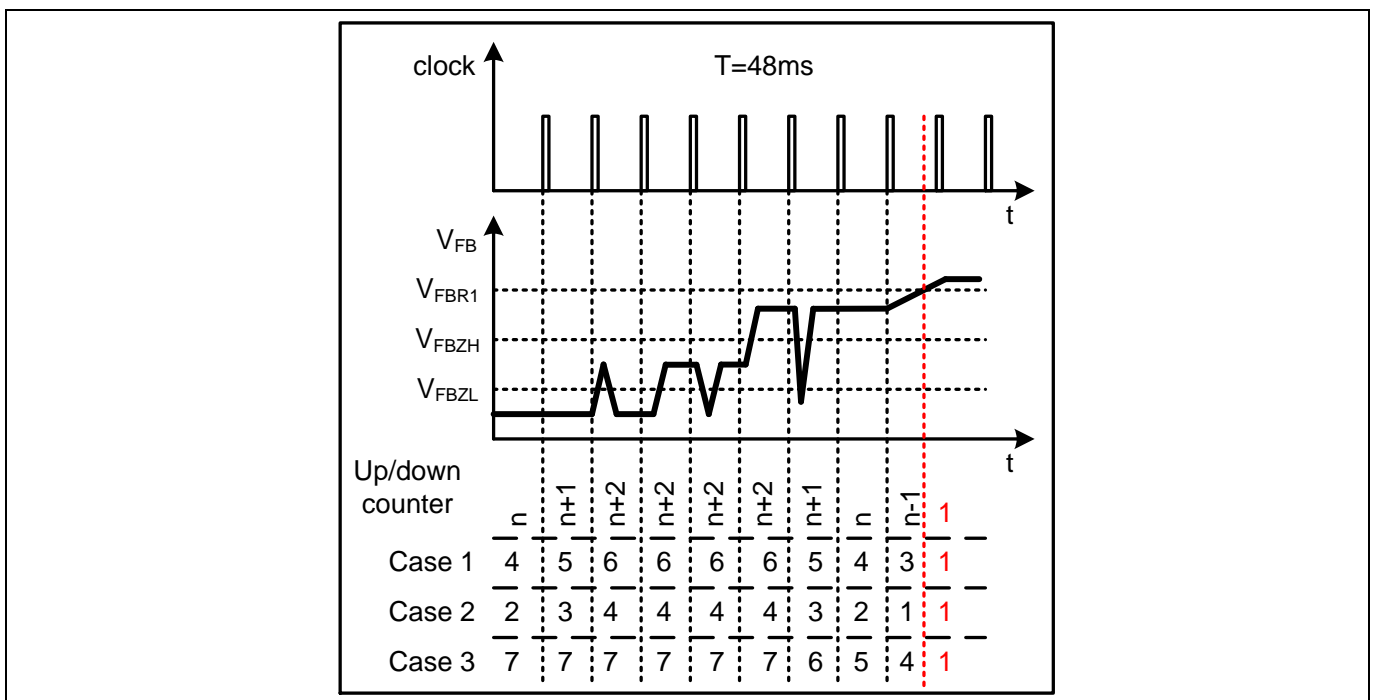 clock T=48ms
t
VFB
VFBR1
VFBZH
VFBZL
t
Up/down
counter n n+1 n+2 n+2 n+2 n+2 n+1 n n-1 1
Case 1 4 5 6 6 6 6 5 4 3 1
Case 2 2 3 4 4 4 4 3 2 1 1
Case 3 7 7 7 7 7 7 6 5 4 1